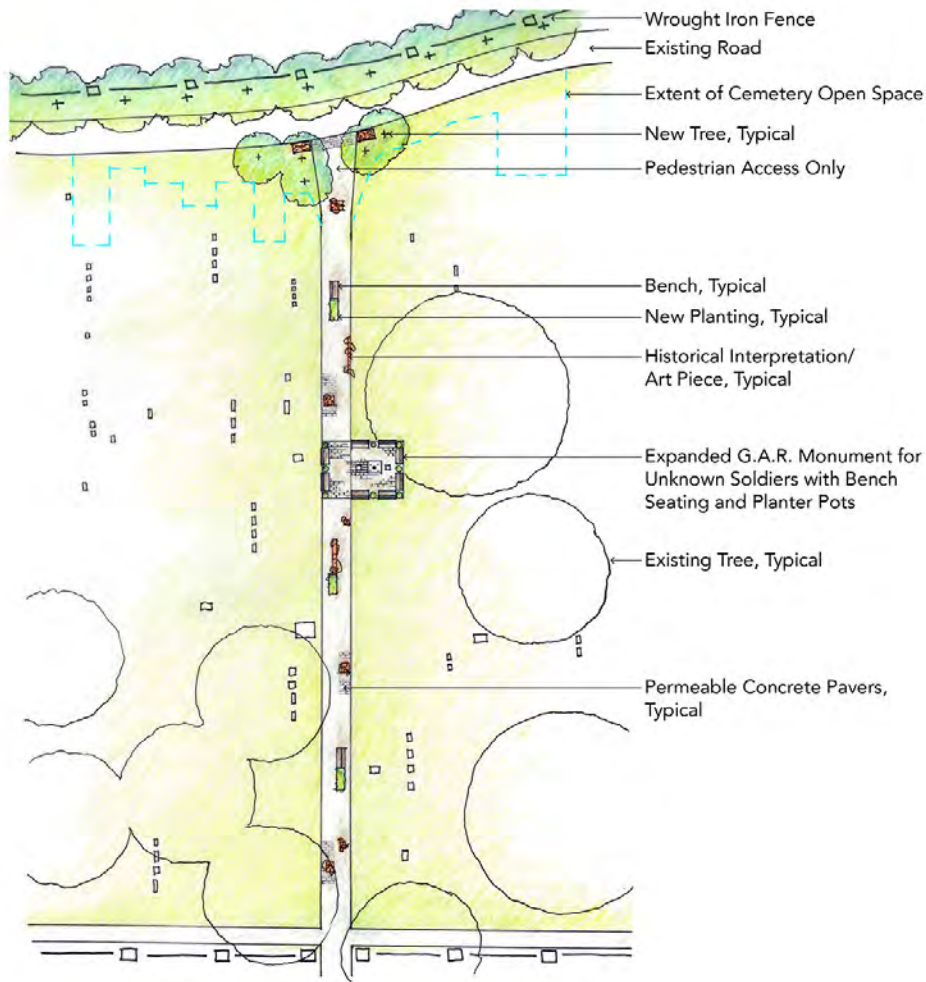 Wrought Iron Fence
Existing Road
Extent of Cemetery Open Space
New Tree, Typical
Pedestrian Access Only
Bench, Typical
New Planting, Typical
Historical Interpretation/
Art Piece, Typical
Expanded G.A.R. Monument for
Unknown Soldiers with Bench
Seating and Planter Pots
Existing Tree, Typical
Permeable Concrete Pavers,
Typical